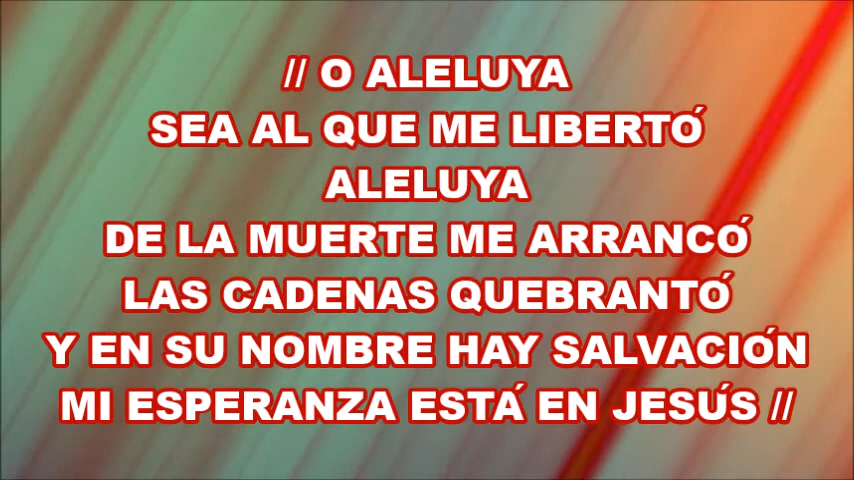 // O ALELUYA
SEA AL QUE ME LIBERTÓ
ALELUYA
DE LA MUERTE ME ARRANCÓ
LAS CADENAS QUEBRANTÓ
Y EN SU NOMBRE HAY SALVACIÓN
MI ESPERANZA ESTÁ EN JESÚS //